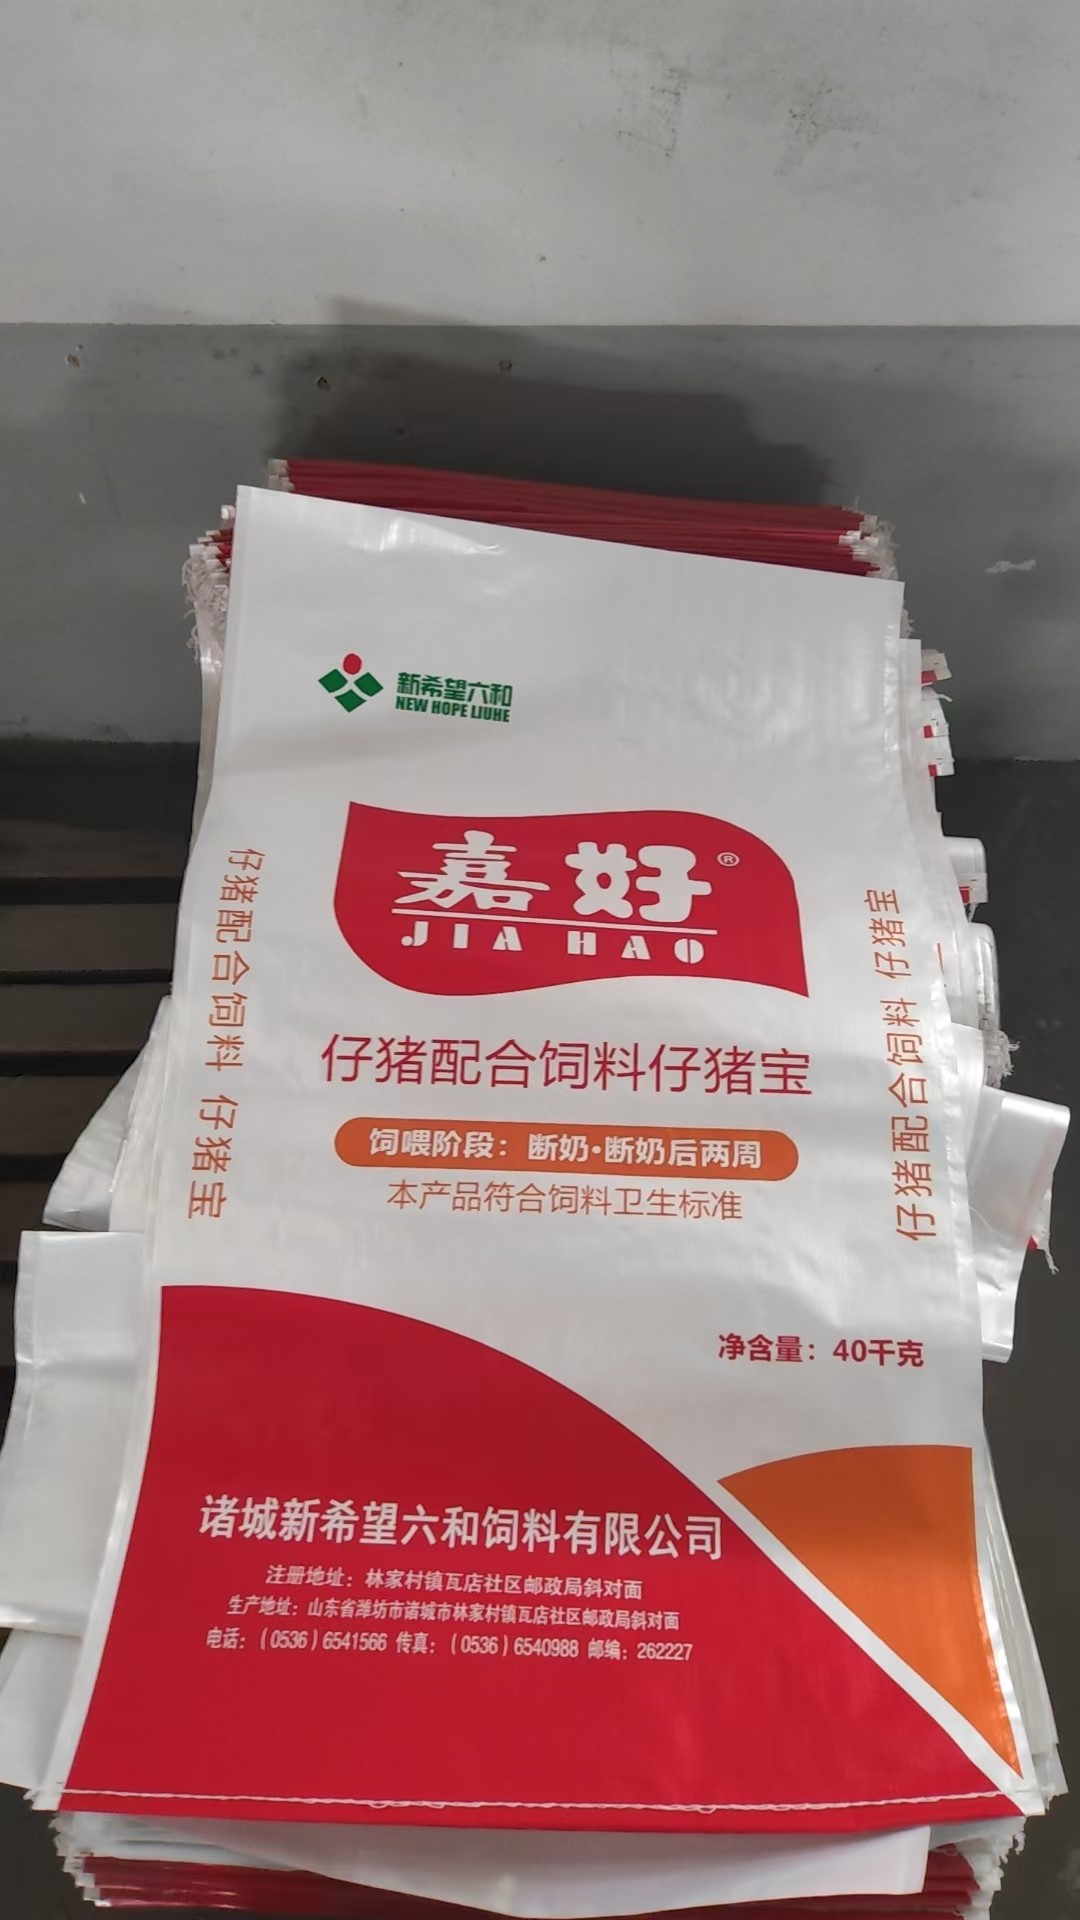 新希望六和
NEW HOPE LIUHE
嘉好®
JIA HAO
仔猪配合饲料 仔猪宝
仔猪配合饲料仔猪宝
仔猪配合饲料 仔猪宝
饲喂阶段：断奶·断奶后两周
本产品符合饲料卫生标准
净含量：40千克
诸城新希望六和饲料有限公司
注册地址：林家村镇瓦店社区邮政局斜对面
生产地址：山东省潍坊市诸城市林家村镇瓦店社区邮政局斜对面
电话：（0536）6541566 传真：（0536）6540988 邮编：262227